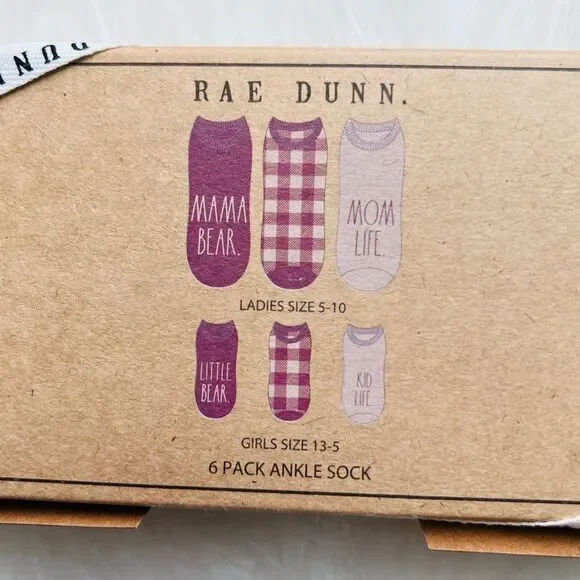 DUNN
RAE DUNN.
MAMA
BEAR.
MOM
LIFE.
LADIES SIZE 5-10
LITTLE
BEAR.
KID
LIFE.
GIRLS SIZE 13-5
6 PACK ANKLE SOCK